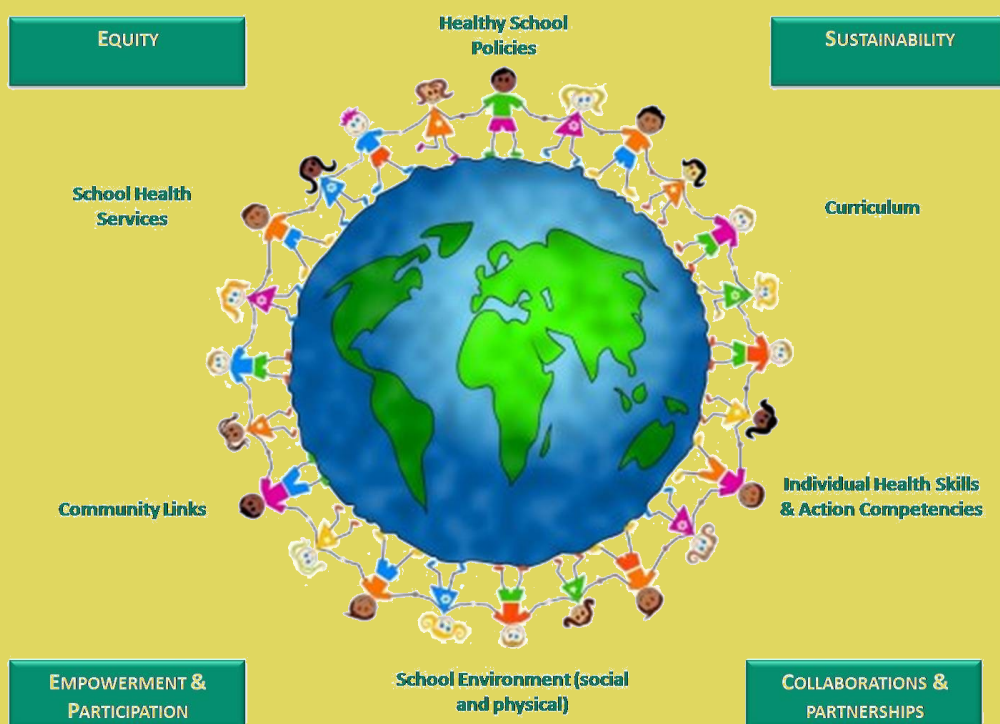 EQUITY
Healthy School
Policies
SUSTAINABILITY
School Health
Services
Curriculum
Community Links
Individual Health Skills
& Action Competencies
EMPOWERMENT &
PARTICIPATION
School Environment (social
and physical)
COLLABORATIONS &
PARTNERSHIPS